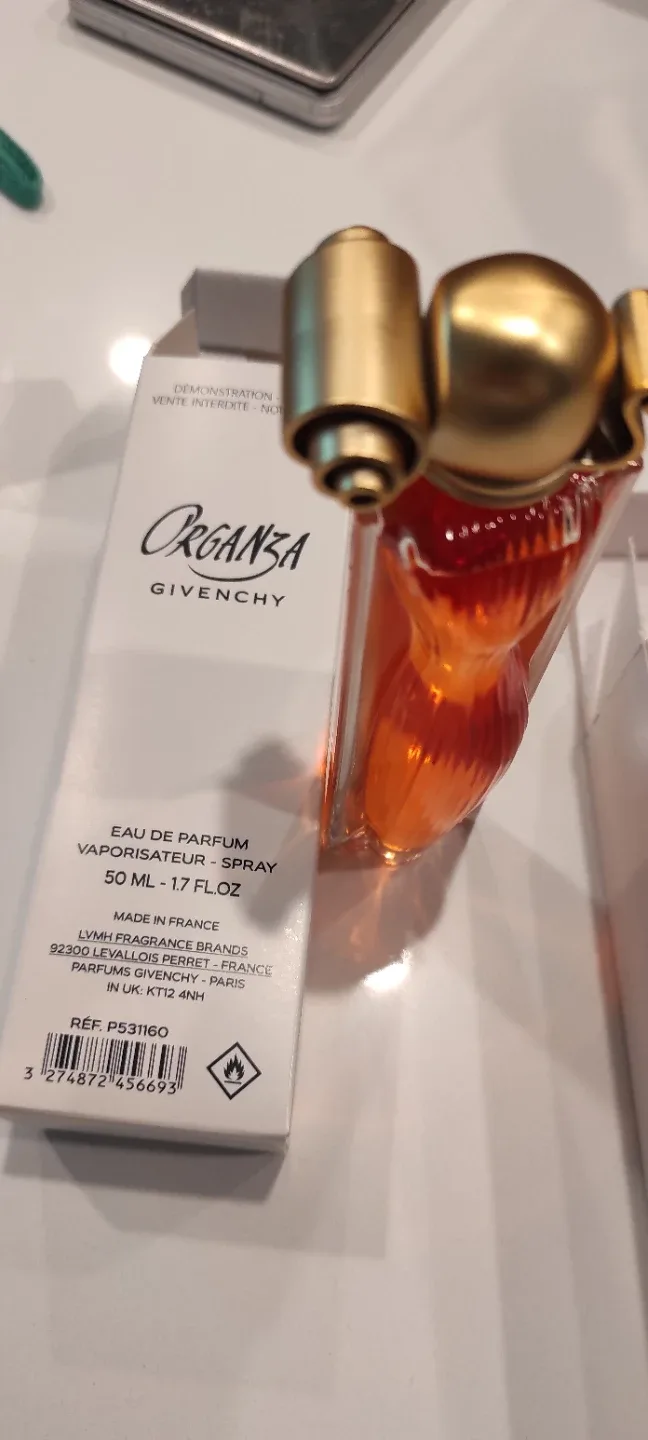 DÉMONSTRATION -
VENTE INTERDITE -
ORGANZA
GIVENCHY
EAU DE PARFUM
VAPORISATEUR - SPRAY
50 ML - 1.7 FL.OZ
MADE IN FRANCE
LVMH FRAGRANCE BRANDS
92300 LEVALLOIS PERRET - FRANCE
PARFUMS GIVENCHY - PARIS
IN UK: KT12 4NH
RÉF. P531160
3 274872 456693